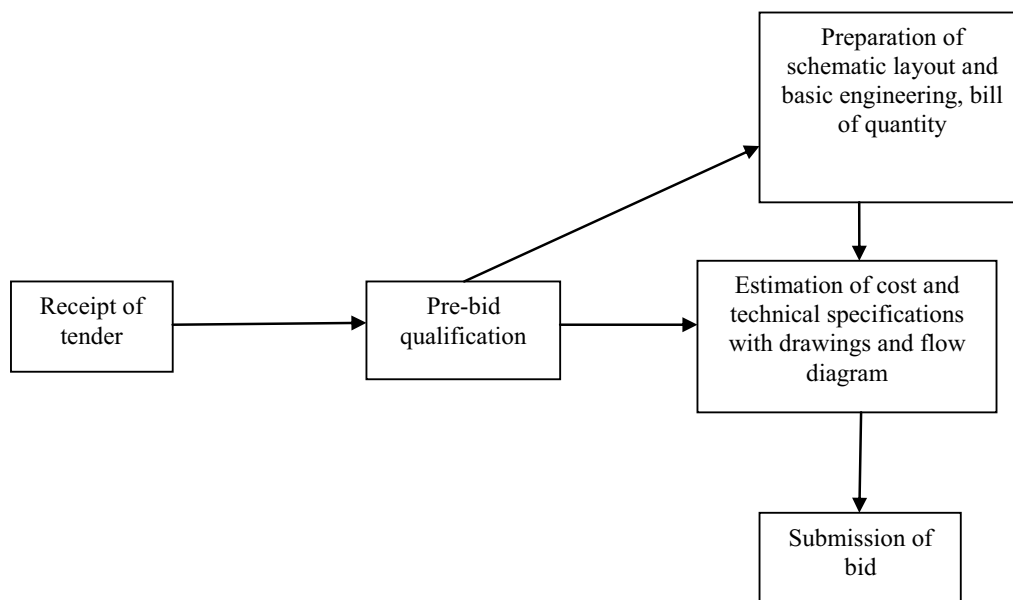 Preparation of
schematic layout and
basic engineering, bill
of quantity
Receipt of
tender
Pre-bid
qualification
Estimation of cost and
technical specifications
with drawings and flow
diagram
Submission of
bid